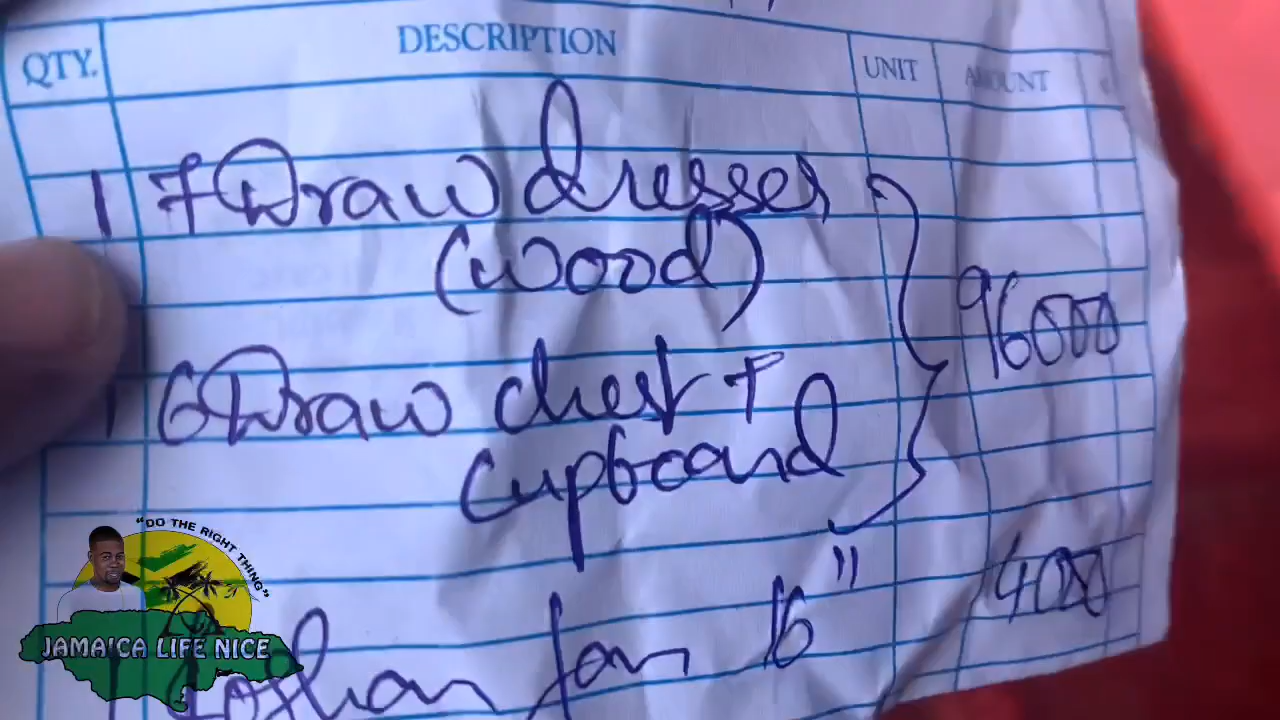 QTY. DESCRIPTION UNIT AMOUNT
1 7 Draw dresser
(wood)
96000
1 6 Draw chest +
cupboard
fan 16" 4000
"DO THE RIGHT THING"
JAMAICA LIFE NICE